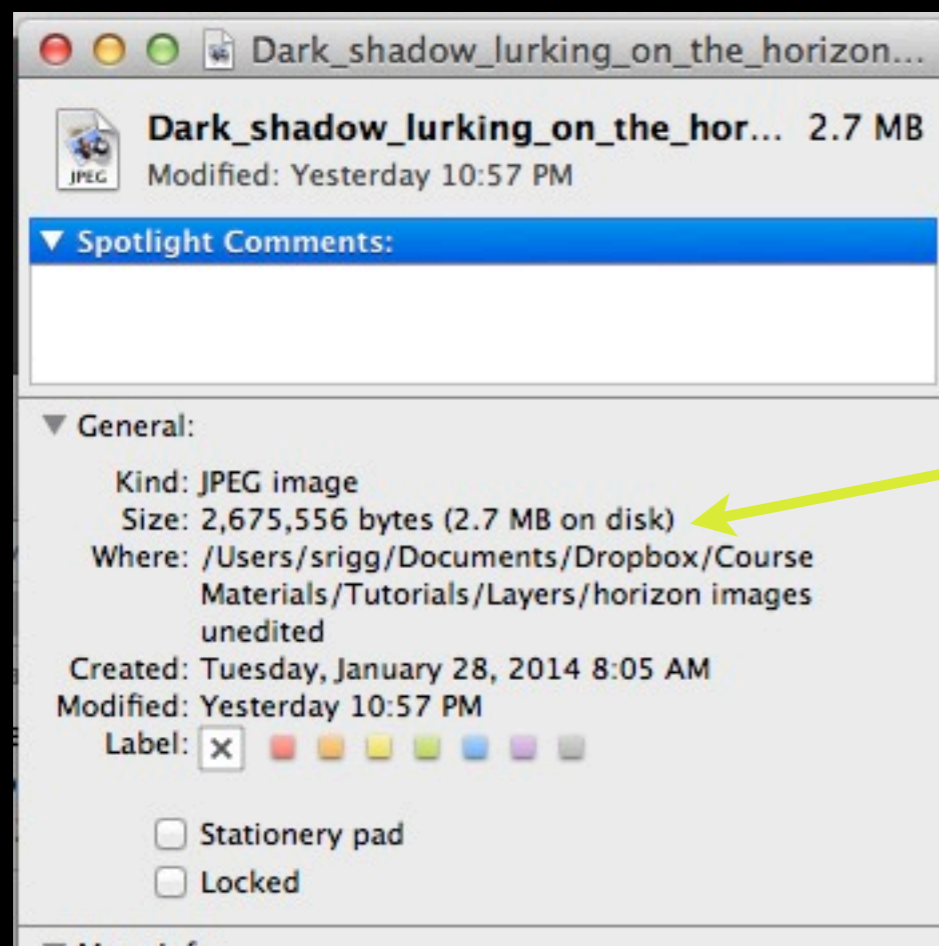 Dark_shadow_lurking_on_the_horizon...
Dark_shadow_lurking_on_the_hor... 2.7 MB
JPEG
Modified: Yesterday 10:57 PM
Spotlight Comments:
General:
Kind: JPEG image
Size: 2,675,556 bytes (2.7 MB on disk)
Where: /Users/srigg/Documents/Dropbox/Course
Materials/Tutorials/Layers/horizon images
unedited
Created: Tuesday, January 28, 2014 8:05 AM
Modified: Yesterday 10:57 PM
Label:
Stationery pad
Locked